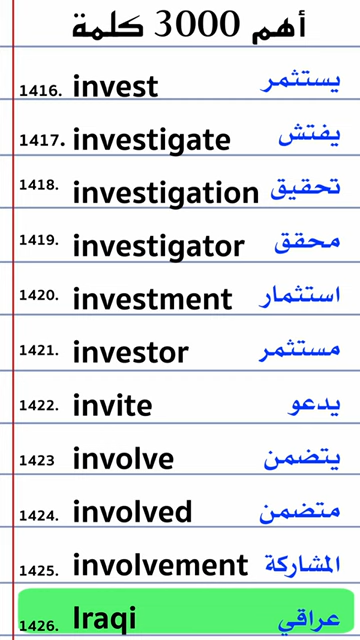 أهم 3000 كلمة
1416. invest يستثمر
1417. investigate يفتش
1418. investigation تحقيق
1419. investigator محقق
1420. investment استثمار
1421. investor مستثمر
1422. invite يدعو
1423 involve يتضمن
1424. involved متضمن
1425. involvement المشاركة
1426. Iraqi عراقي